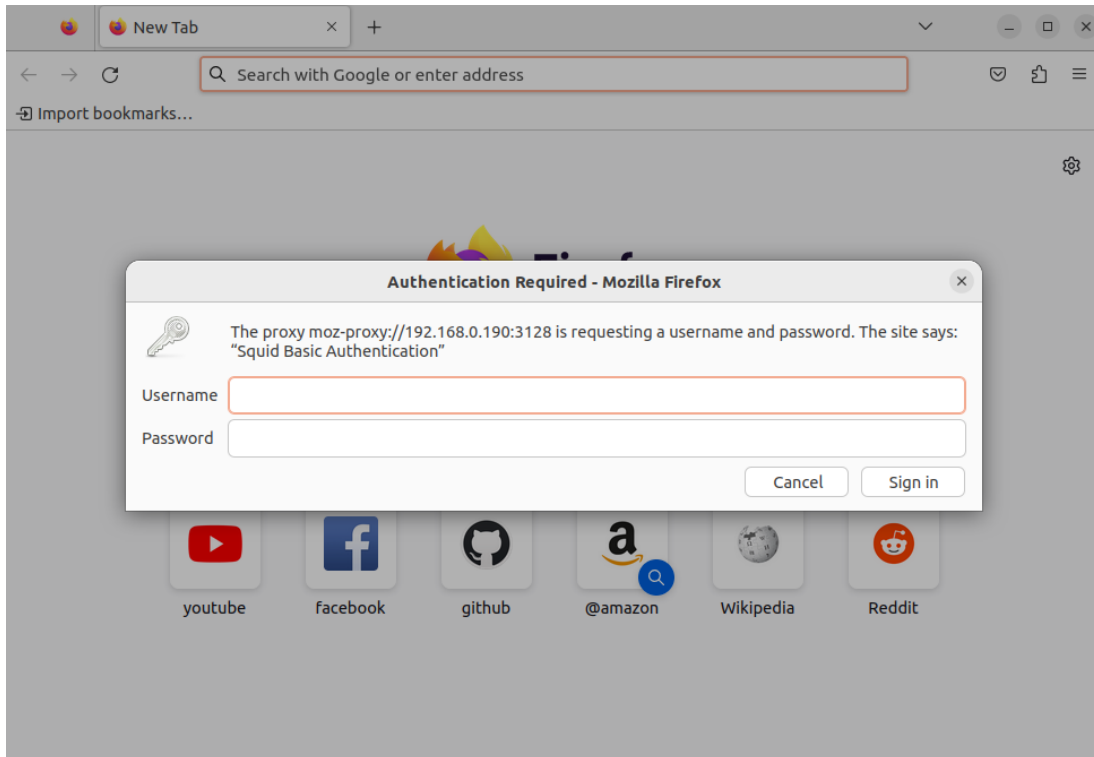 New Tab
Search with Google or enter address
Import bookmarks…
Authentication Required - Mozilla Firefox
The proxy moz-proxy://192.168.0.190:3128 is requesting a username and password. The site says:
“Squid Basic Authentication”
Username
Password
Cancel Sign in
youtube facebook github @amazon Wikipedia Reddit